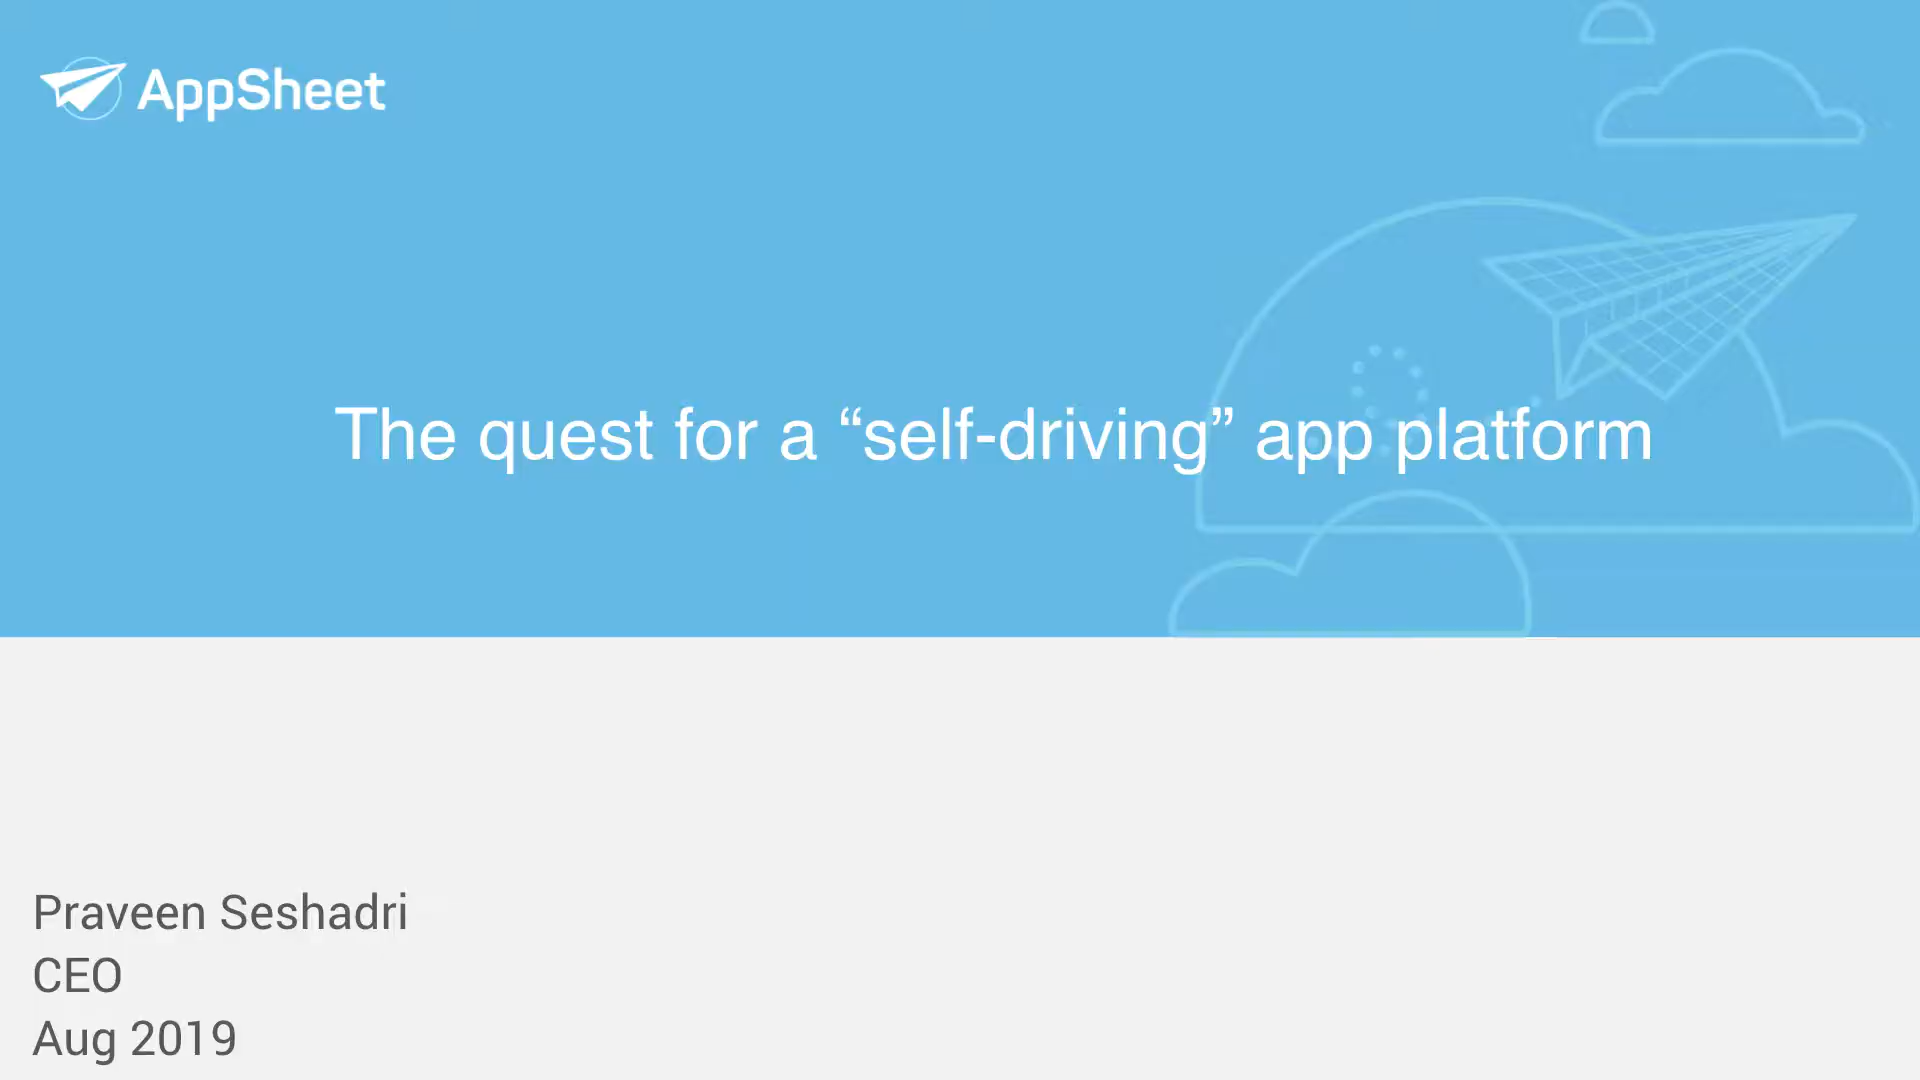 AppSheet
The quest for a “self-driving” app platform
Praveen Seshadri
CEO
Aug 2019